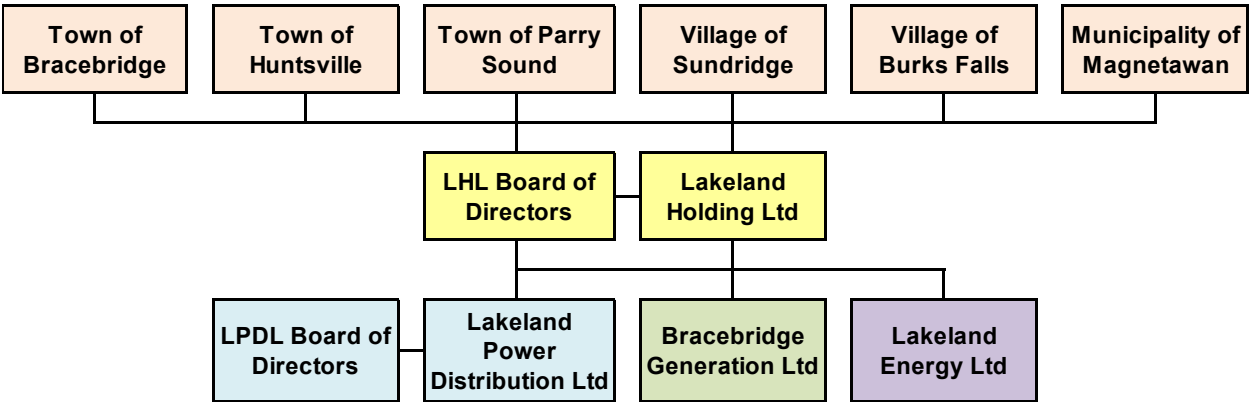 Town of
Bracebridge
Town of
Huntsville
Town of Parry
Sound
Village of
Sundridge
Village of
Burks Falls
Municipality of
Magnetawan
LHL Board of
Directors
Lakeland
Holding Ltd
LPDL Board of
Directors
Lakeland
Power
Distribution Ltd
Bracebridge
Generation Ltd
Lakeland
Energy Ltd